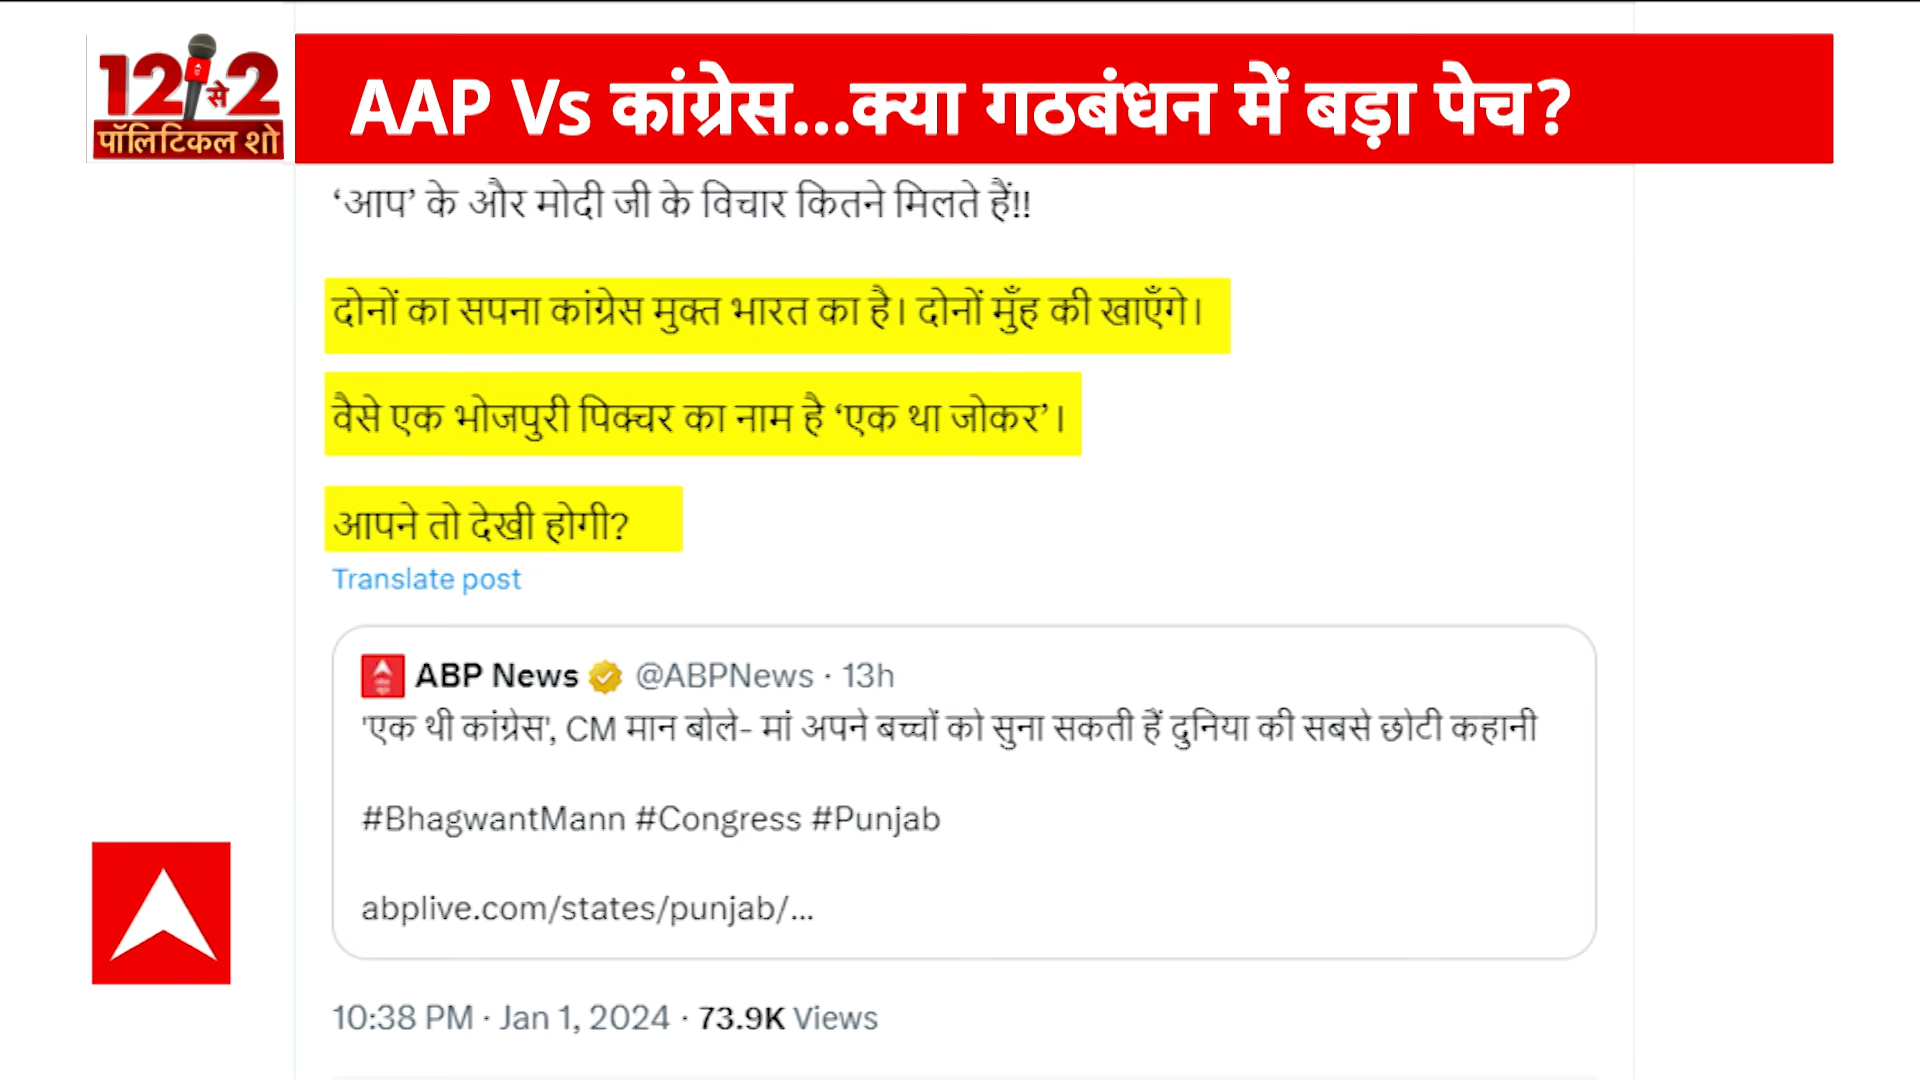 12 से 2
पॉलिटिकल शो
AAP Vs कांग्रेस...क्या गठबंधन में बड़ा पेच?
‘आप’ के और मोदी जी के विचार कितने मिलते हैं!!
दोनों का सपना कांग्रेस मुक्त भारत का है। दोनों मुँह की खाएँगे।
वैसे एक भोजपुरी पिक्चर का नाम है ‘एक था जोकर’।
आपने तो देखी होगी?
Translate post
ABP News @ABPNews · 13h
'एक थी कांग्रेस', CM मान बोले- मां अपने बच्चों को सुना सकती हैं दुनिया की सबसे छोटी कहानी
#BhagwantMann #Congress #Punjab
abplive.com/states/punjab/...
10:38 PM · Jan 1, 2024 · 73.9K Views